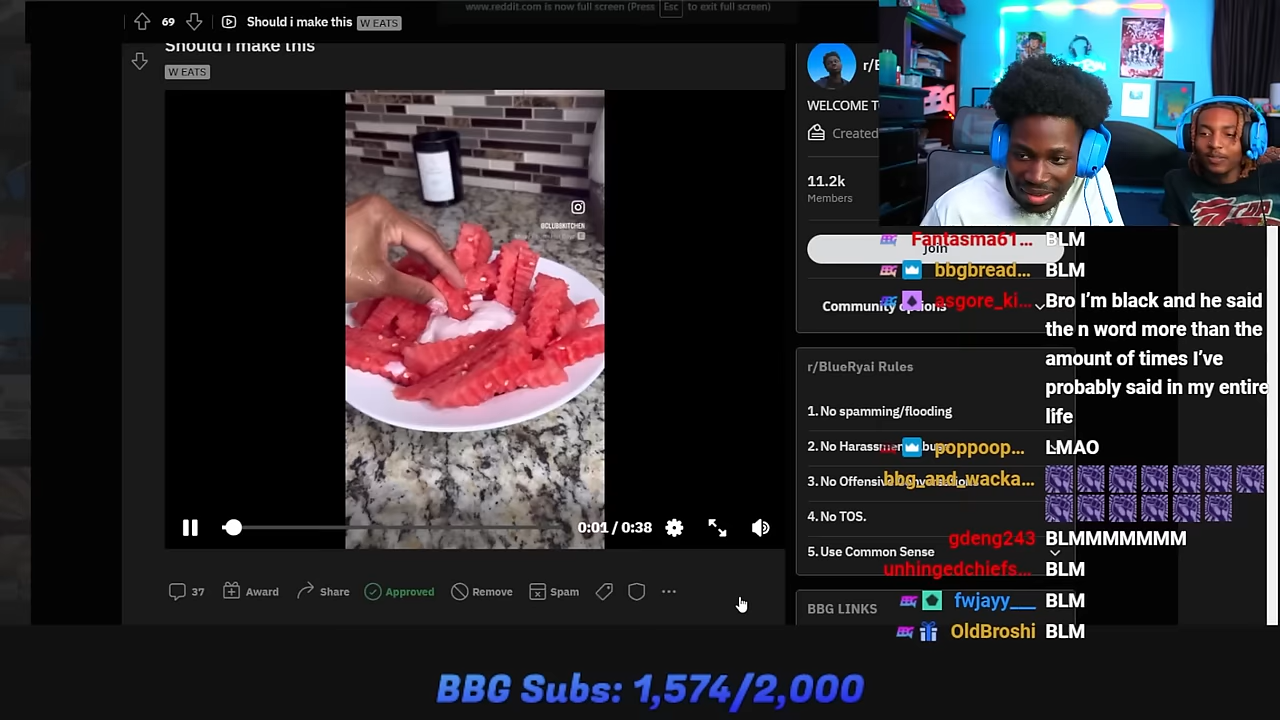 www.reddit.com is now full screen (Press Esc to exit full screen)
69 Should i make this W EATS
Should i make this
W EATS
@CLUB8KITCHEN
0:01 / 0:38
37 Award Share Approved Remove Spam
WELCOME
Created
11.2k
Members
Join
Community options
r/BlueRyai Rules
1. No spamming/flooding
2. No Harassment
3. No Offensive
4. No TOS.
5. Use Common Sense
BBG LINKS
Fantasma61... BLM
bbgbread... BLM
asgore_ki... Bro I’m black and he said
the n word more than the
amount of times I’ve
probably said in my entire
life
poppoop... LMAO
bbg_and_wacka...
gdeng243 BLMMMMMMM
unhingedchiefs... BLM
fwjayy___ BLM
OldBroshi BLM
BBG Subs: 1,574/2,000